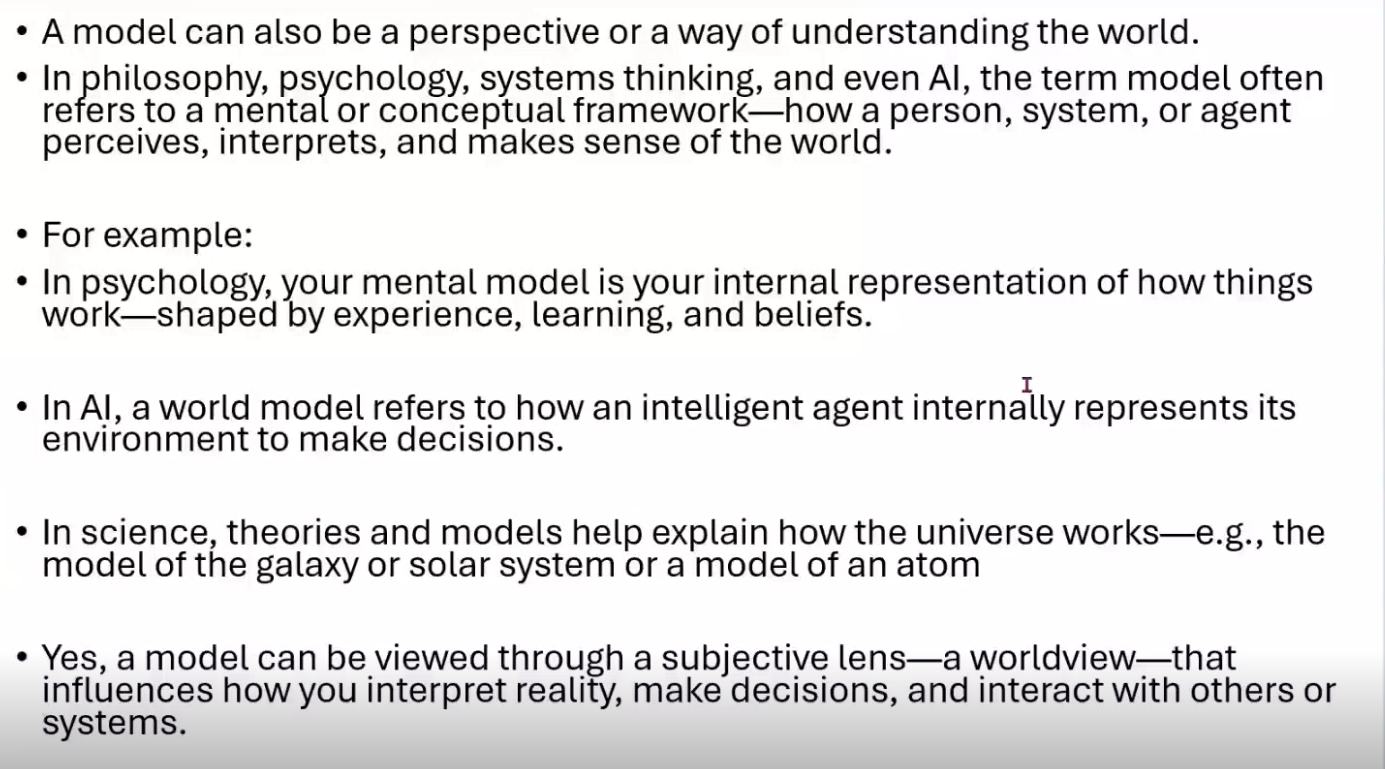 • A model can also be a perspective or a way of understanding the world.
• In philosophy, psychology, systems thinking, and even AI, the term model often
refers to a mental or conceptual framework—how a person, system, or agent
perceives, interprets, and makes sense of the world.
• For example:
• In psychology, your mental model is your internal representation of how things
work—shaped by experience, learning, and beliefs.
• In AI, a world model refers to how an intelligent agent internally represents its
environment to make decisions.
• In science, theories and models help explain how the universe works—e.g., the
model of the galaxy or solar system or a model of an atom
• Yes, a model can be viewed through a subjective lens—a worldview—that
influences how you interpret reality, make decisions, and interact with others or
systems.